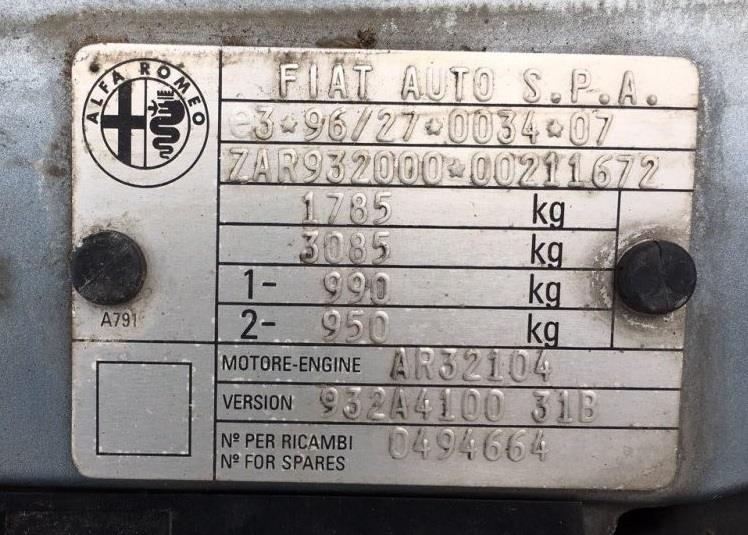 ALFA ROMEO
FIAT AUTO S.P.A.
e3*96/27*0034*07
ZAR932000*00211672
1785 kg
3085 kg
1- 990 kg
2- 950 kg
A791
MOTORE-ENGINE AR32104
VERSION 932A4100 31B
Nº PER RICAMBI 0494664
Nº FOR SPARES